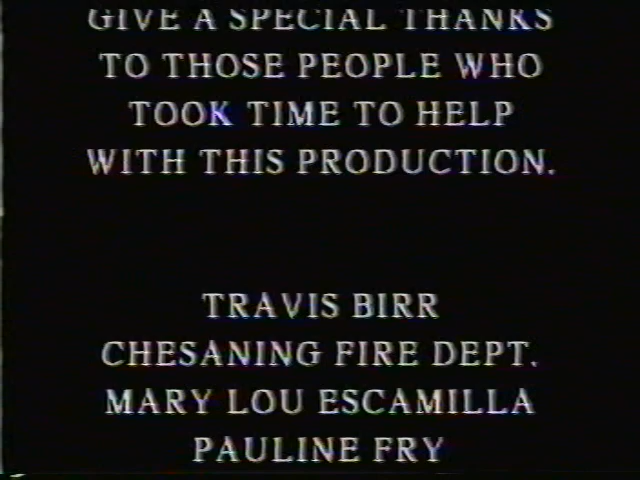 GIVE A SPECIAL THANKS
TO THOSE PEOPLE WHO
TOOK TIME TO HELP
WITH THIS PRODUCTION.
TRAVIS BIRR
CHESANING FIRE DEPT.
MARY LOU ESCAMILLA
PAULINE FRY